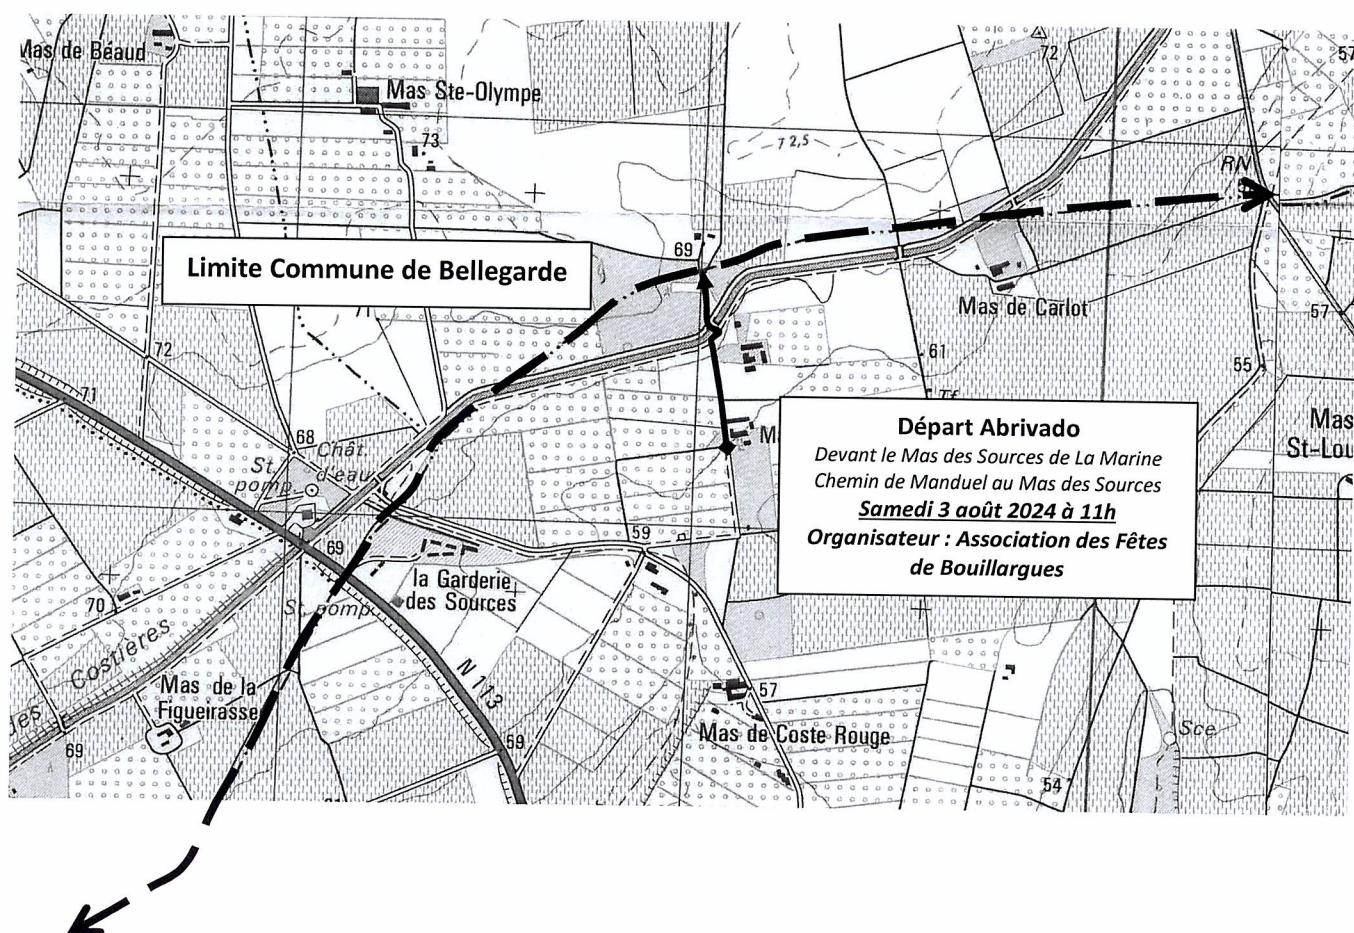 Mas de Béaud
Mas Ste-Olympe
73
72
57
72,5
RN
69
Limite Commune de Bellegarde
Mas de Carlot
57
61
55
72
71
68
Chât.
d'eau
St.
pomp.
Départ Abrivado
Devant le Mas des Sources de La Marine
Chemin de Manduel au Mas des Sources
Samedi 3 août 2024 à 11h
Organisateur : Association des Fêtes
de Bouillargues
Mas
St-Lou
59
69
la Garderie
des Sources
St. pomp.
70
Costières
des
Mas de la
Figueirasse
N 113
69
59
57
Mas de Coste Rouge
Sce
54